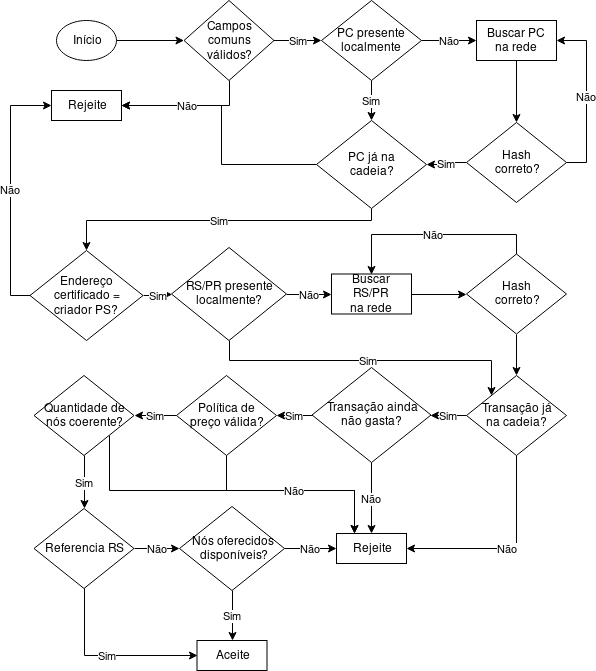 Início
Campos
comuns
válidos?
Sim
PC presente
localmente
Não
Buscar PC
na rede
Rejeite
Não
Sim
Não
PC já na
cadeia?
Sim
Hash
correto?
Não
Sim
Endereço
certificado =
criador PS?
Sim
RS/PR presente
localmente?
Não
Buscar
RS/PR
na rede
Não
Hash
correto?
Sim
Quantidade de
nós coerente?
Sim
Política de
preço válida?
Sim
Transação ainda
não gasta?
Sim
Transação já
na cadeia?
Sim
Não
Não
Referencia RS
Não
Nós oferecidos
disponíveis?
Não
Rejeite
Não
Sim
Sim
Aceite